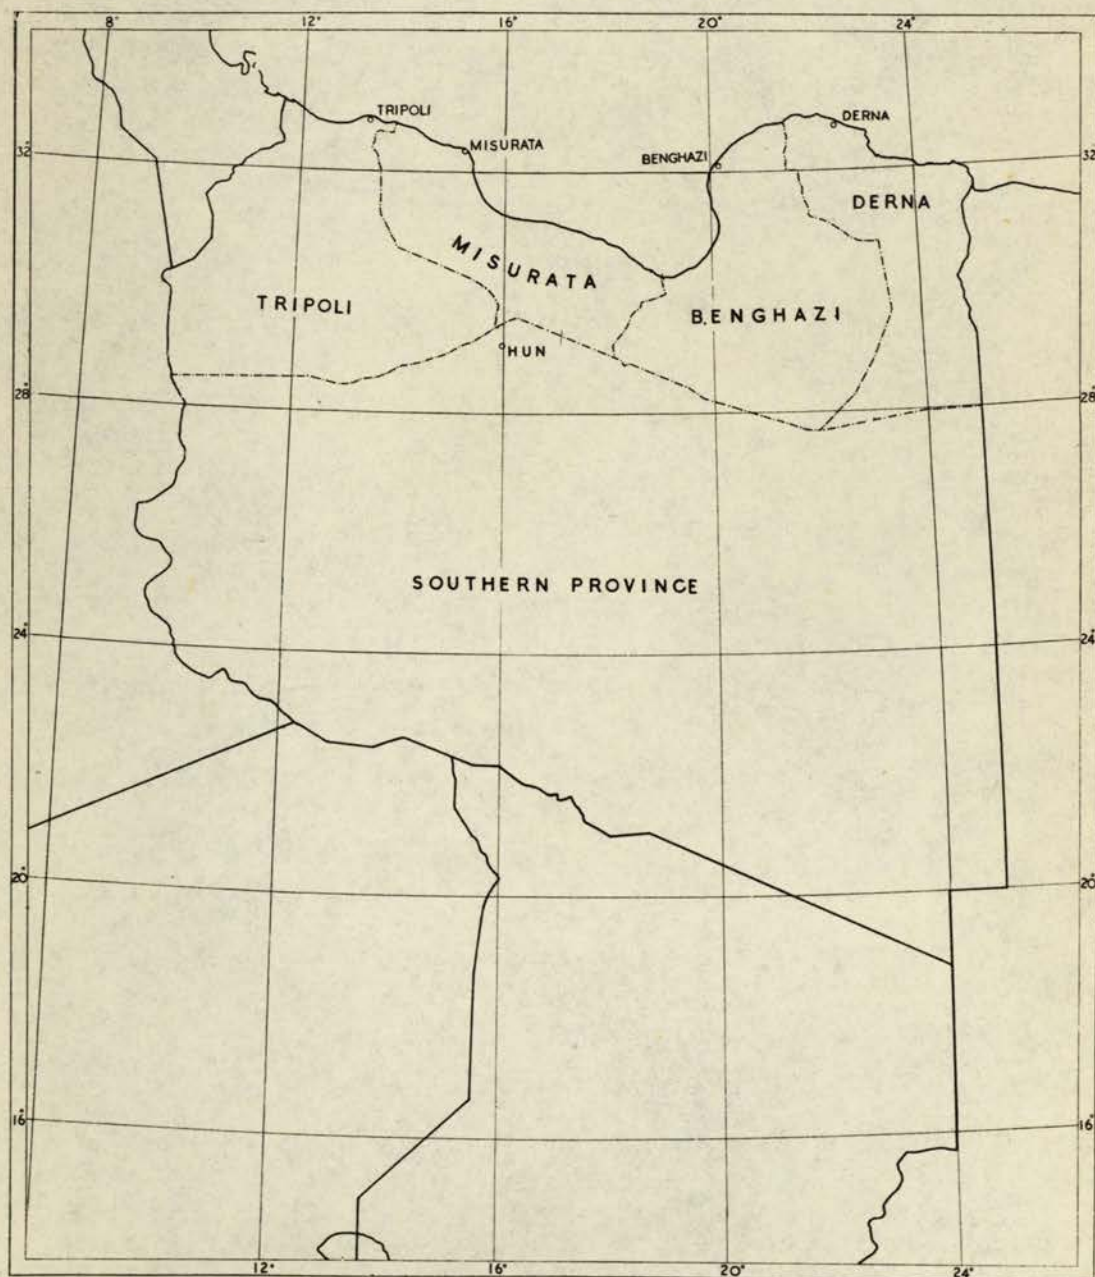 8° 12° 16° 20° 24°
TRIPOLI
DERNA
MISURATA
BENGHAZI
32° 32°
DERNA
MISURATA
TRIPOLI
BENGHAZI
HUN
28° 28°
SOUTHERN PROVINCE
24° 24°
20° 20°
16° 16°
12° 16° 20° 24°